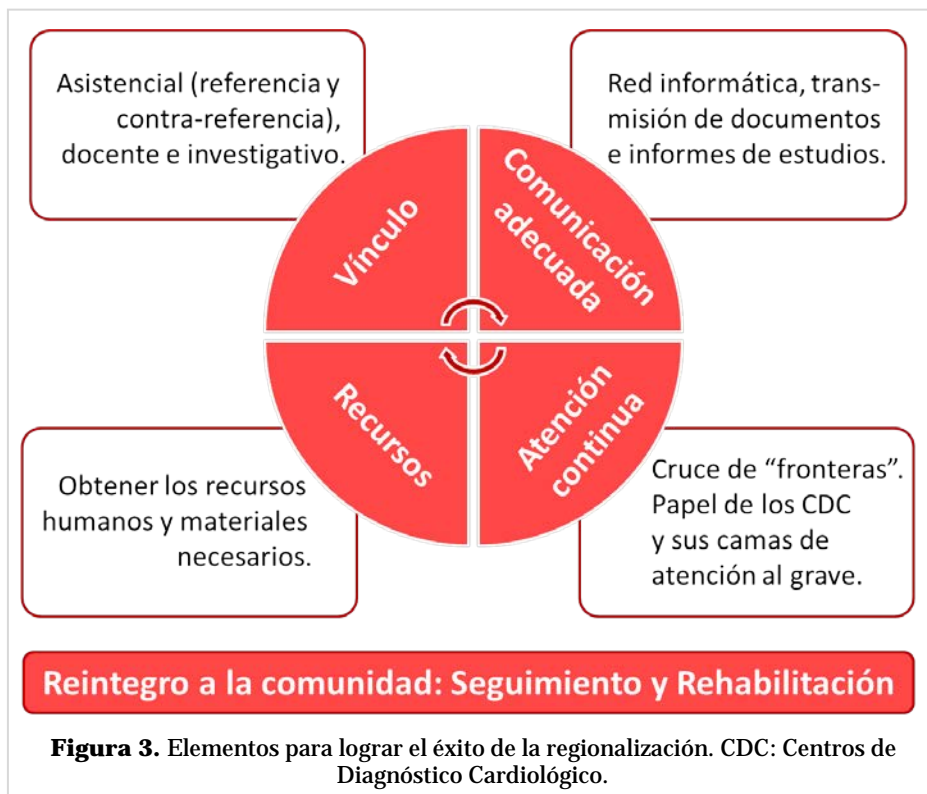 Asistencial (referencia y
contra-referencia),
docente e investigativo.
Red informática, trans-
misión de documentos
e informes de estudios.
Vínculo
Comunicación
adecuada
Recursos
Atención
continua
Obtener los recursos
humanos y materiales
necesarios.
Cruce de “fronteras”.
Papel de los CDC
y sus camas de
atención al grave.
Reintegro a la comunidad: Seguimiento y Rehabilitación
Figura 3. Elementos para lograr el éxito de la regionalización. CDC: Centros de
Diagnóstico Cardiológico.